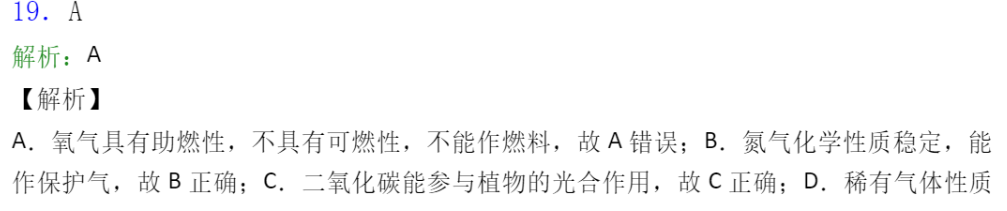 19． A
解析：A
【解析】
A．氧气具有助燃性，不具有可燃性，不能作燃料，故 A 错误；B．氮气化学性质稳定，能
作保护气，故 B 正确；C．二氧化碳能参与植物的光合作用，故 C 正确；D．稀有气体性质